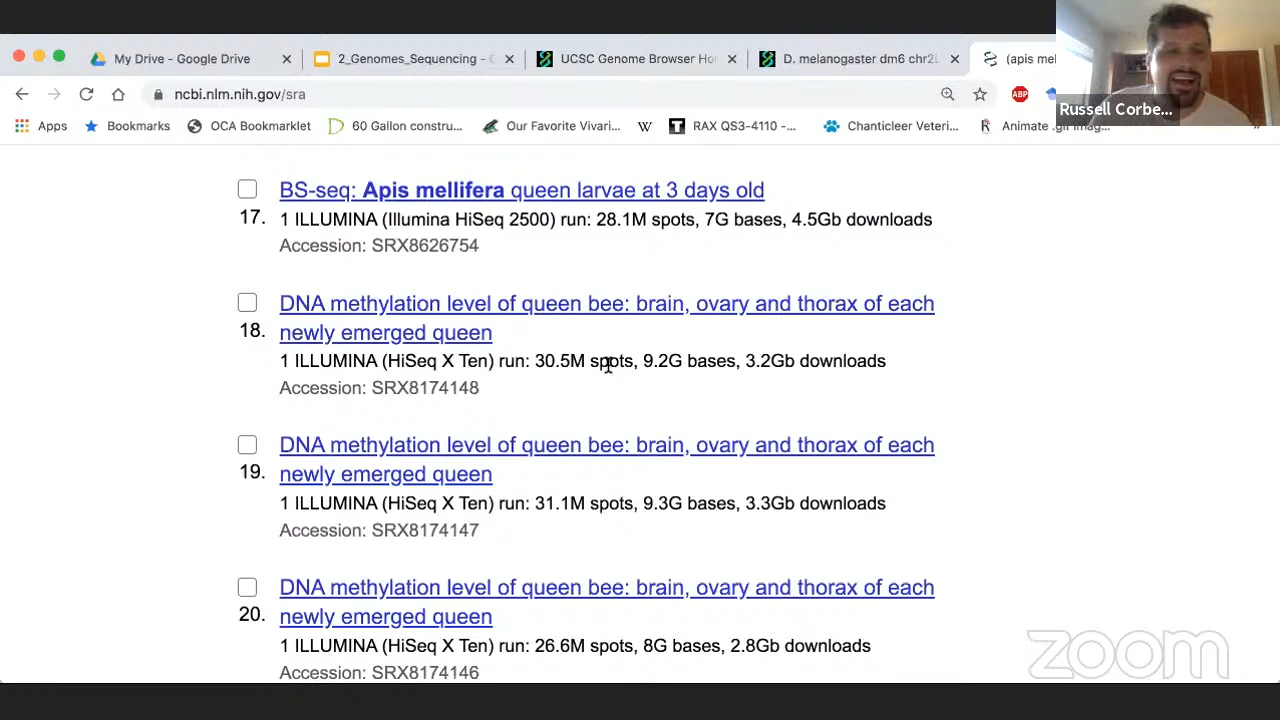 My Drive - Google Drive
2_Genomes_Sequencing -
UCSC Genome Browser Ho
D. melanogaster dm6 chr2L
(apis mel
ncbi.nlm.nih.gov/sra
ABP
Russell Corbe...
Apps
Bookmarks
OCA Bookmarklet
60 Gallon constru...
Our Favorite Vivari...
W
T
RAX QS3-4110 -...
Chanticleer Veteri...
Animate .gif imag...
BS-seq: Apis mellifera queen larvae at 3 days old
17.
1 ILLUMINA (Illumina HiSeq 2500) run: 28.1M spots, 7G bases, 4.5Gb downloads
Accession: SRX8626754
DNA methylation level of queen bee: brain, ovary and thorax of each
18.
newly emerged queen
1 ILLUMINA (HiSeq X Ten) run: 30.5M spots, 9.2G bases, 3.2Gb downloads
Accession: SRX8174148
DNA methylation level of queen bee: brain, ovary and thorax of each
19.
newly emerged queen
1 ILLUMINA (HiSeq X Ten) run: 31.1M spots, 9.3G bases, 3.3Gb downloads
Accession: SRX8174147
DNA methylation level of queen bee: brain, ovary and thorax of each
20.
newly emerged queen
1 ILLUMINA (HiSeq X Ten) run: 26.6M spots, 8G bases, 2.8Gb downloads
Accession: SRX8174146
zoom